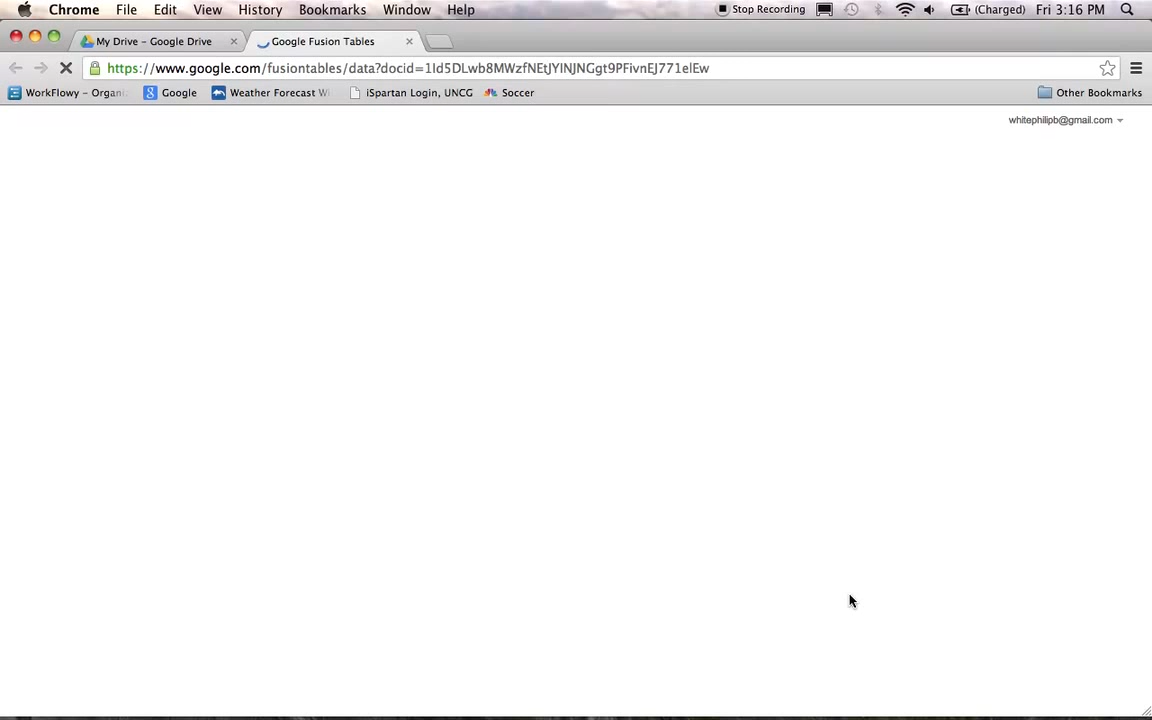 Chrome File Edit View History Bookmarks Window Help Stop Recording (Charged) Fri 3:16 PM
My Drive – Google Drive Google Fusion Tables
https://www.google.com/fusiontables/data?docid=1Id5DLwb8MWzfNEtJYlNJNGgt9PFivnEJ771elEw
WorkFlowy – Organi Google Weather Forecast Wi iSpartan Login, UNCG Soccer Other Bookmarks
whitephilipb@gmail.com